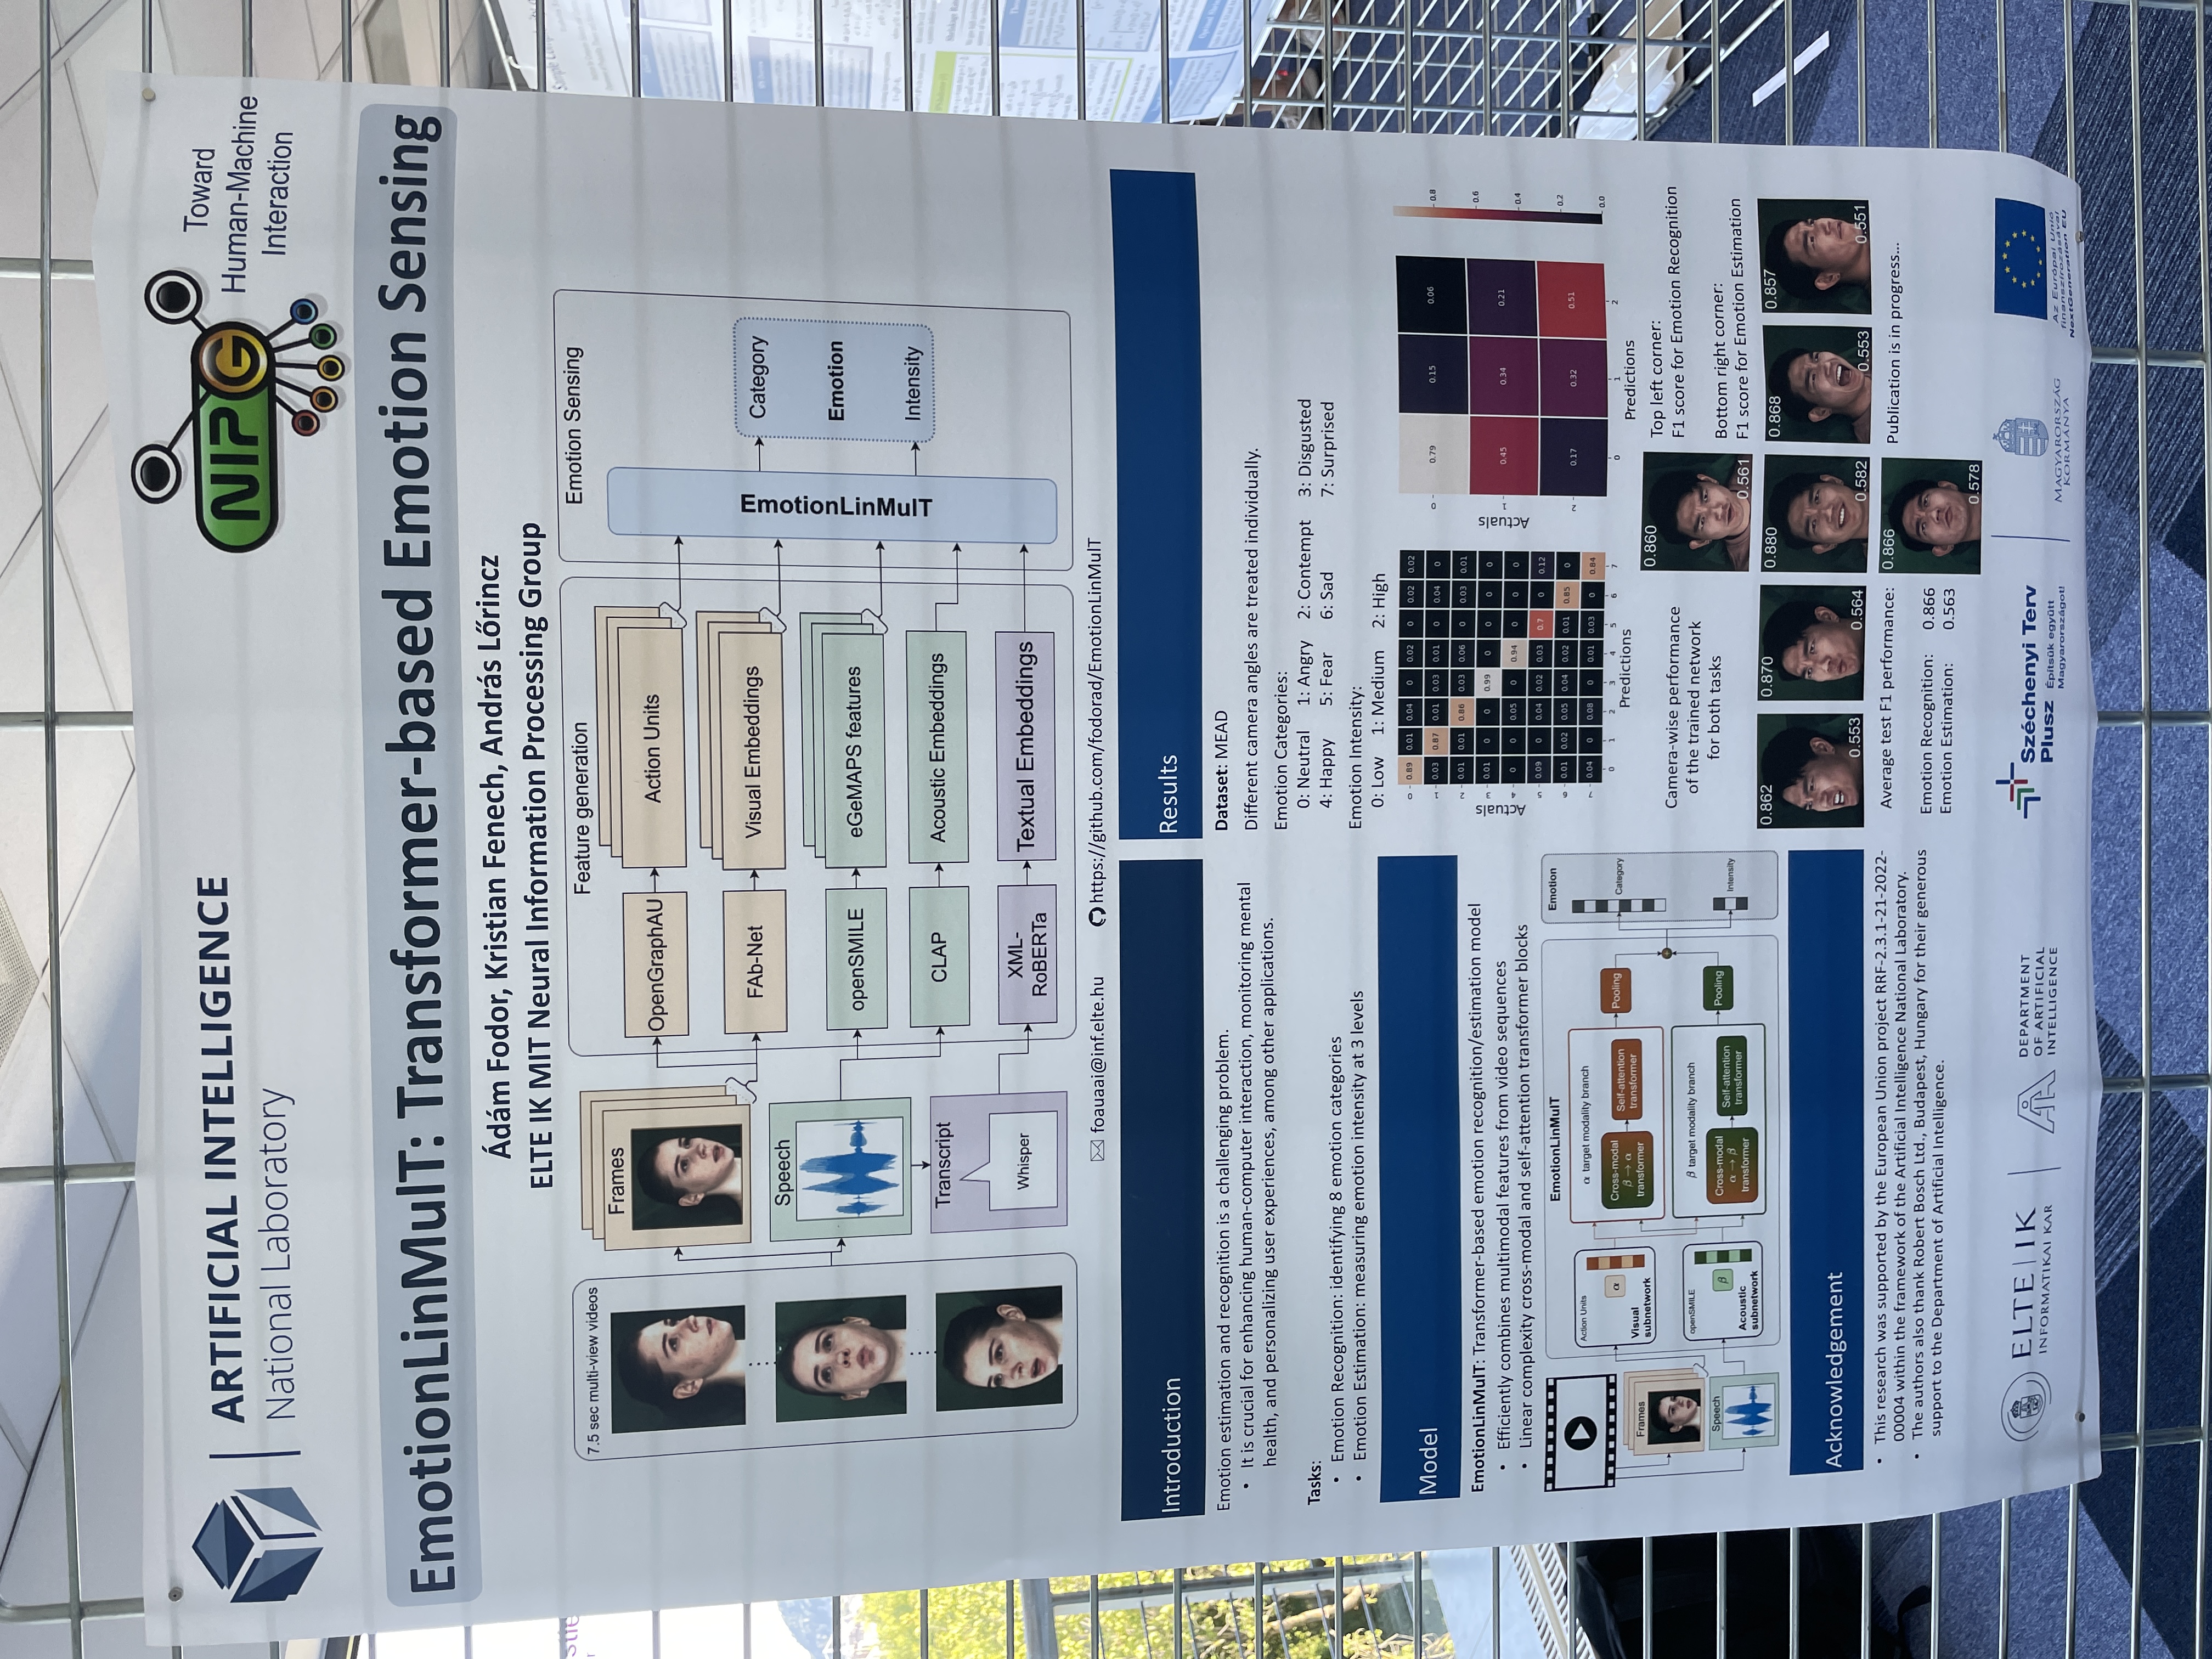 ARTIFICIAL INTELLIGENCE
National Laboratory
NIPG
Toward
Human-Machine
Interaction
EmotionLinMulT: Transformer-based Emotion Sensing
Ádám Fodor, Kristian Fenech, András Lőrincz
ELTE IK MIT Neural Information Processing Group
7.5 sec multi-view videos
Frames
Speech
Transcript
Whisper
Feature generation
OpenGraphAU
Action Units
FAb-Net
Visual Embeddings
openSMILE
eGeMAPS features
CLAP
Acoustic Embeddings
XML-
RoBERTa
Textual Embeddings
Emotion Sensing
EmotionLinMulT
Category
Emotion
Intensity
foauaai@inf.elte.hu
https://github.com/fodorad/EmotionLinMulT
Introduction
Emotion estimation and recognition is a challenging problem.
• It is crucial for enhancing human-computer interaction, monitoring mental
health, and personalizing user experiences, among other applications.
Tasks:
• Emotion Recognition: identifying 8 emotion categories
• Emotion Estimation: measuring emotion intensity at 3 levels
Model
EmotionLinMulT: Transformer-based emotion recognition/estimation model
• Efficiently combines multimodal features from video sequences
• Linear complexity cross-modal and self-attention transformer blocks
Frames
Speech
EmotionLinMulT
Action Units
α
Visual
subnetwork
openSMILE
β
Acoustic
subnetwork
α target modality branch
Cross-modal
β → α
transformer
Self-attention
transformer
Pooling
β target modality branch
Cross-modal
α → β
transformer
Self-attention
transformer
Pooling
Emotion
Category
Intensity
Acknowledgement
• This research was supported by the European Union project RRF-2.3.1-21-2022-
00004 within the framework of the Artificial Intelligence National Laboratory.
• The authors also thank Robert Bosch Ltd., Budapest, Hungary for their generous
support to the Department of Artificial Intelligence.
Results
Dataset: MEAD
Different camera angles are treated individually.
Emotion Categories:
0: Neutral 1: Angry 2: Contempt 3: Disgusted
4: Happy 5: Fear 6: Sad 7: Surprised
Emotion Intensity:
0: Low 1: Medium 2: High
Actuals
0 0.89 0.01 0.04 0 0.02 0 0.02 0.02
1 0.03 0.87 0.01 0.03 0.01 0 0.04 0
2 0.01 0.01 0.86 0.03 0.06 0 0.03 0.01
3 0.01 0 0 0.99 0 0 0 0
4 0 0 0.05 0 0.94 0 0 0
5 0.09 0 0.04 0.02 0.03 0.7 0 0.12
6 0.01 0.02 0.05 0.04 0.02 0.01 0.85 0
7 0.04 0 0.08 0 0.01 0.03 0 0.84
0 1 2 3 4 5 6 7
Predictions
Actuals
0 0.79 0.15 0.06
1 0.45 0.34 0.21
2 0.17 0.32 0.51
0 1 2
Predictions
0.8
0.6
0.4
0.2
0.0
Camera-wise performance
of the trained network
for both tasks
0.860
0.561
Top left corner:
F1 score for Emotion Recognition
Bottom right corner:
F1 score for Emotion Estimation
0.862 0.870 0.880 0.868 0.857
0.553 0.564 0.582 0.553 0.551
Average test F1 performance:
Emotion Recognition: 0.866
Emotion Estimation: 0.563
0.866
0.578
Publication is in progress...
ELTE | IK
INFORMATIKAI KAR
DEPARTMENT
OF ARTIFICIAL
INTELLIGENCE
Széchenyi Terv
Plusz
Építsük együtt
Magyarországot!
MAGYARORSZÁG
KORMÁNYA
Az Európai Unió
finanszírozásával
NextGeneration EU